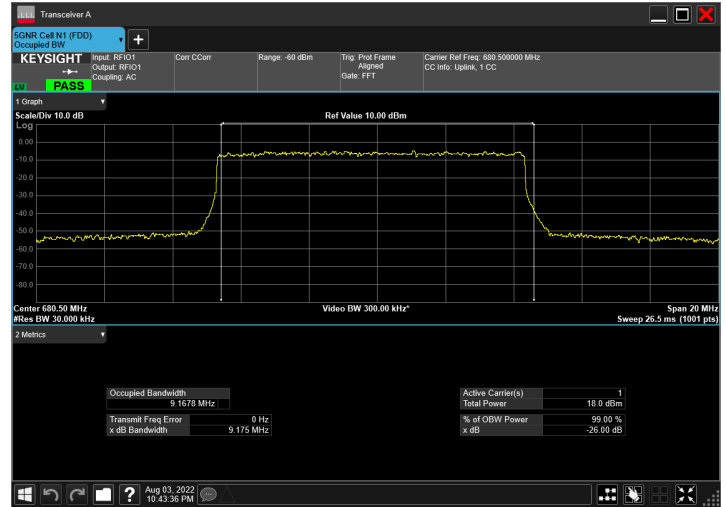 Transceiver A
5GNR Cell N1 (FDD)
Occupied BW
+
KEYSIGHT
LXI
PASS
Input: RFIO1
Output: RFIO1
Coupling: AC
Corr CCorr
Range: -60 dBm
Trig: Prot Frame
Aligned
Gate: FFT
Carrier Ref Freq: 680.500000 MHz
CC Info: Uplink, 1 CC
1 Graph
Scale/Div 10.0 dB
Ref Value 10.00 dBm
Log
0.00
-10.0
-20.0
-30.0
-40.0
-50.0
-60.0
-70.0
-80.0
Center 680.50 MHz
Video BW 300.00 kHz*
Span 20 MHz
#Res BW 30.000 kHz
Sweep 26.5 ms (1001 pts)
2 Metrics
Occupied Bandwidth
9.1678 MHz
Active Carrier(s) 1
Total Power 18.0 dBm
Transmit Freq Error 0 Hz
x dB Bandwidth 9.175 MHz
% of OBW Power 99.00 %
x dB -26.00 dB
?
Aug 03, 2022
10:43:36 PM